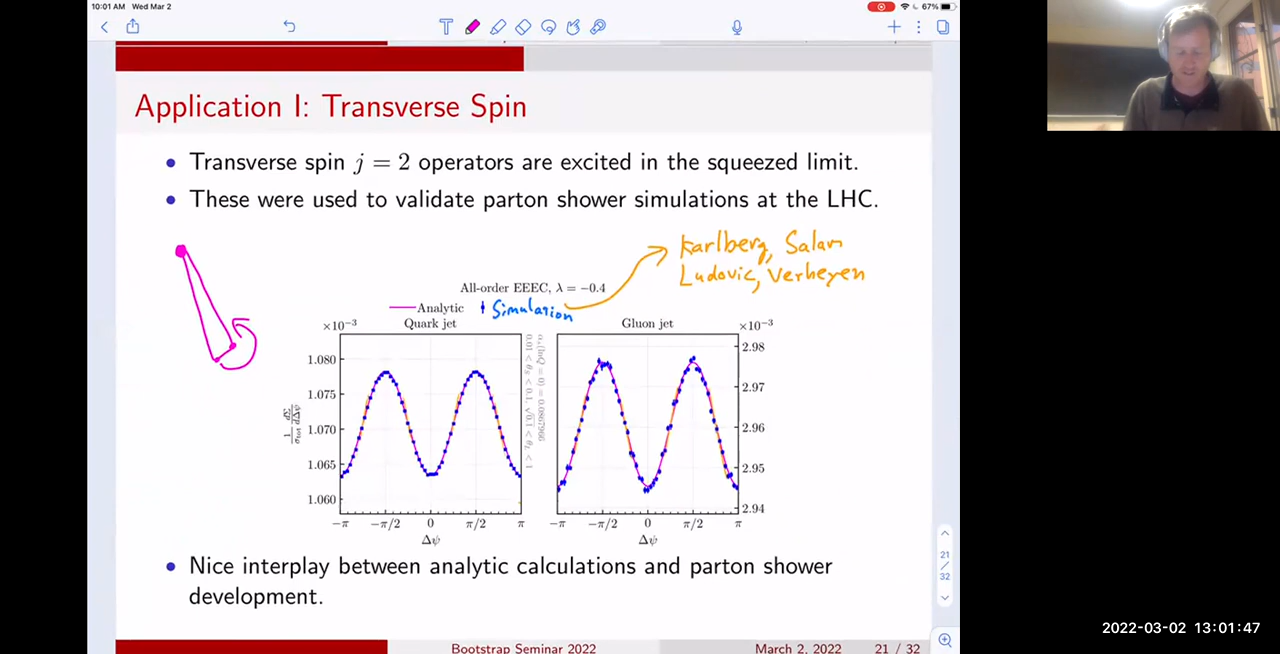 10:01 AM Wed Mar 2
67%
Application I: Transverse Spin
• Transverse spin j = 2 operators are excited in the squeezed limit.
• These were used to validate parton shower simulations at the LHC.
Karlberg, Salam
Ludovic, Verheyen
All-order EEEC, λ = −0.4
Analytic
Simulation
×10⁻³
Quark jet
Gluon jet
×10⁻³
1.080
1.075
1.070
1.065
1.060
1/σtot dΣ/dΔψ
−π
−π/2
0
π/2
π
Δψ
2.98
2.97
2.96
2.95
2.94
−π
−π/2
0
π/2
π
Δψ
• Nice interplay between analytic calculations and parton shower
development.
21
/
32
Bootstrap Seminar 2022
March 2, 2022
21 / 32
2022-03-02 13:01:47